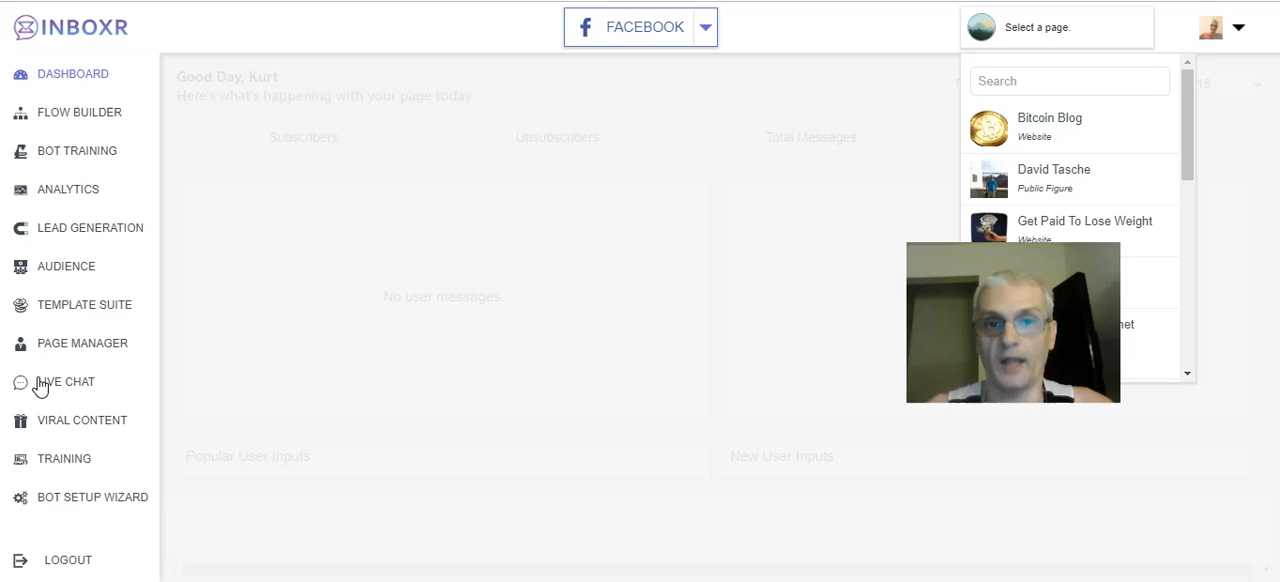 INBOXR
FACEBOOK
Select a page.
DASHBOARD
FLOW BUILDER
BOT TRAINING
ANALYTICS
LEAD GENERATION
AUDIENCE
TEMPLATE SUITE
PAGE MANAGER
LIVE CHAT
VIRAL CONTENT
TRAINING
BOT SETUP WIZARD
LOGOUT
Good Day, Kurt
Here's what's happening with your page today.
Subscribers
Unsubscribers
Total Messages
No user messages.
Popular User Inputs
New User Inputs
Search
Bitcoin Blog
Website
David Tasche
Public Figure
Get Paid To Lose Weight
Website
net
18